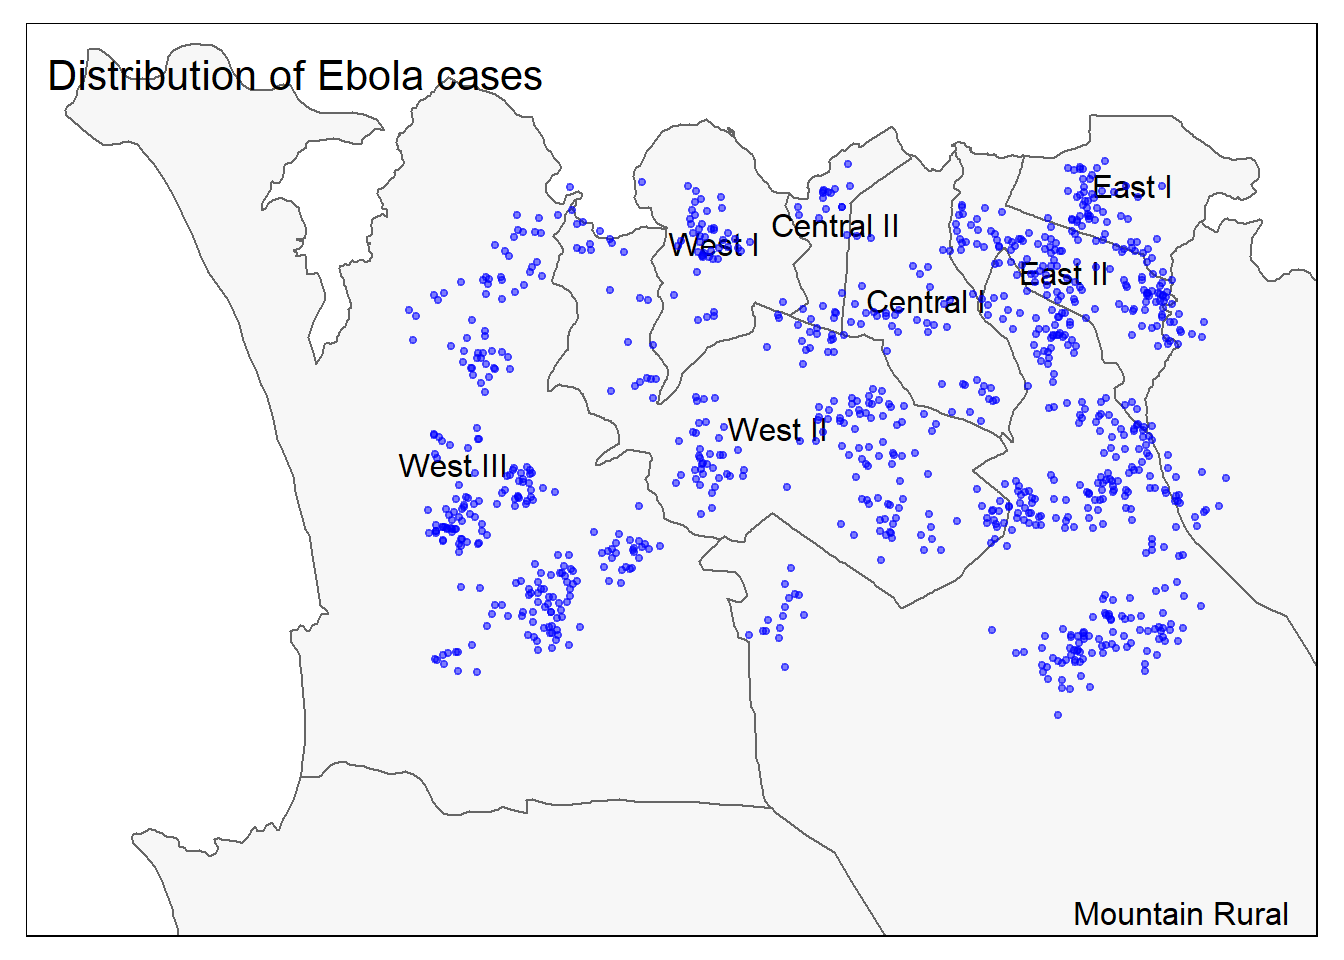 Distribution of Ebola cases
East I
Central II
West I
East II
Central I
West II
West III
Mountain Rural